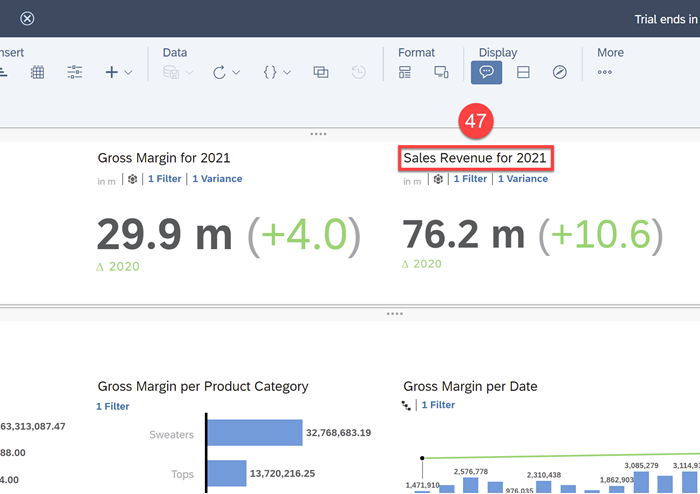 Trial ends in
nsert
Data
Format
Display
More
47
Gross Margin for 2021
in m
1 Filter
1 Variance
29.9 m (+4.0)
Δ 2020
Sales Revenue for 2021
in m
1 Filter
1 Variance
76.2 m (+10.6)
Δ 2020
63,313,087.47
88.00
4.00
Gross Margin per Product Category
1 Filter
Sweaters
32,768,683.19
Tops
13,720,216.25
Gross Margin per Date
1 Filter
1,471,910
2,576,778
976,035
2,310,438
1,862,903
3,085,279
3,114,9